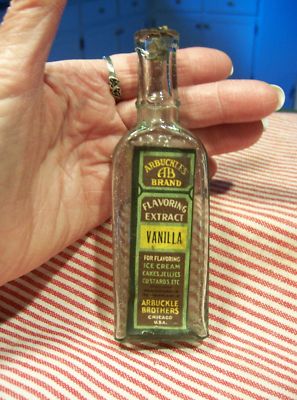 ARBUCKLE'S
AB
BRAND
FLAVORING
EXTRACT
VANILLA
FOR FLAVORING
ICE CREAM
CAKES, JELLIES
CUSTARDS, ETC
ARBUCKLE
BROTHERS
CHICAGO
U.S.A.